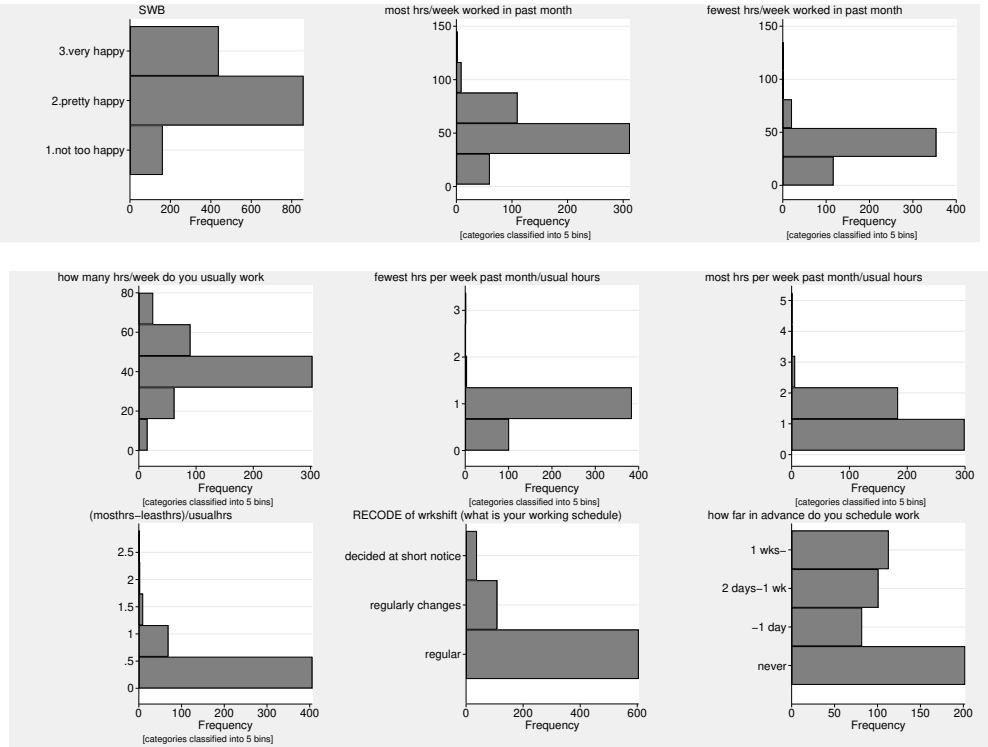 SWB
3.very happy
2.pretty happy
1.not too happy
0 200 400 600 800
Frequency
most hrs/week worked in past month
150
100
50
0
0 100 200 300
Frequency
[categories classified into 5 bins]
fewest hrs/week worked in past month
150
100
50
0
0 100 200 300 400
Frequency
[categories classified into 5 bins]
how many hrs/week do you usually work
80
60
40
20
0
0 100 200 300
Frequency
[categories classified into 5 bins]
fewest hrs per week past month/usual hours
3
2
1
0
0 100 200 300 400
Frequency
[categories classified into 5 bins]
most hrs per week past month/usual hours
5
4
3
2
1
0
0 100 200 300
Frequency
[categories classified into 5 bins]
(mosthrs−leasthrs)/usualhrs
2.5
2
1.5
1
.5
0
0 100 200 300 400
Frequency
[categories classified into 5 bins]
RECODE of wrkshift (what is your working schedule)
decided at short notice
regularly changes
regular
0 200 400 600
Frequency
how far in advance do you schedule work
1 wks−
2 days−1 wk
−1 day
never
0 50 100 150 200
Frequency